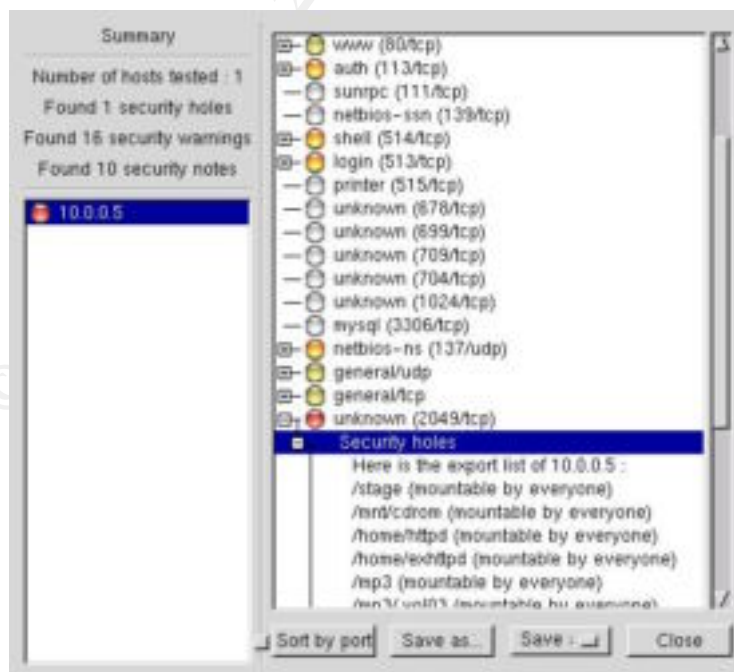 Summary
Number of hosts tested : 1
Found 1 security holes
Found 16 security warnings
Found 10 security notes
10.0.0.5
www (80/tcp)
auth (113/tcp)
sunrpc (111/tcp)
netbios-ssn (139/tcp)
shell (514/tcp)
login (513/tcp)
printer (515/tcp)
unknown (678/tcp)
unknown (699/tcp)
unknown (709/tcp)
unknown (704/tcp)
unknown (1024/tcp)
mysql (3306/tcp)
netbios-ns (137/udp)
general/udp
general/tcp
unknown (2049/tcp)
Security holes
Here is the export list of 10.0.0.5 :
/stage (mountable by everyone)
/mnt/cdrom (mountable by everyone)
/home/httpd (mountable by everyone)
/home/exhttpd (mountable by everyone)
/mp3 (mountable by everyone)
(mountable by everyone)
Sort by port
Save as...
Save :
Close